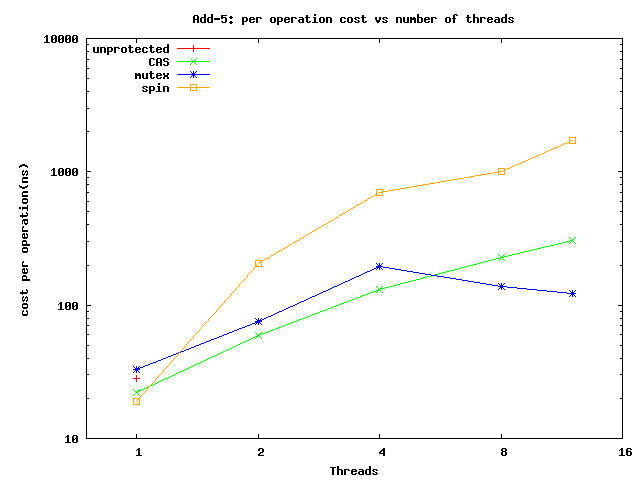 Add-5: per operation cost vs number of threads
10000
unprotected
CAS
mutex
spin
1000
cost per operation(ns)
100
10
1 2 4 8 16
Threads